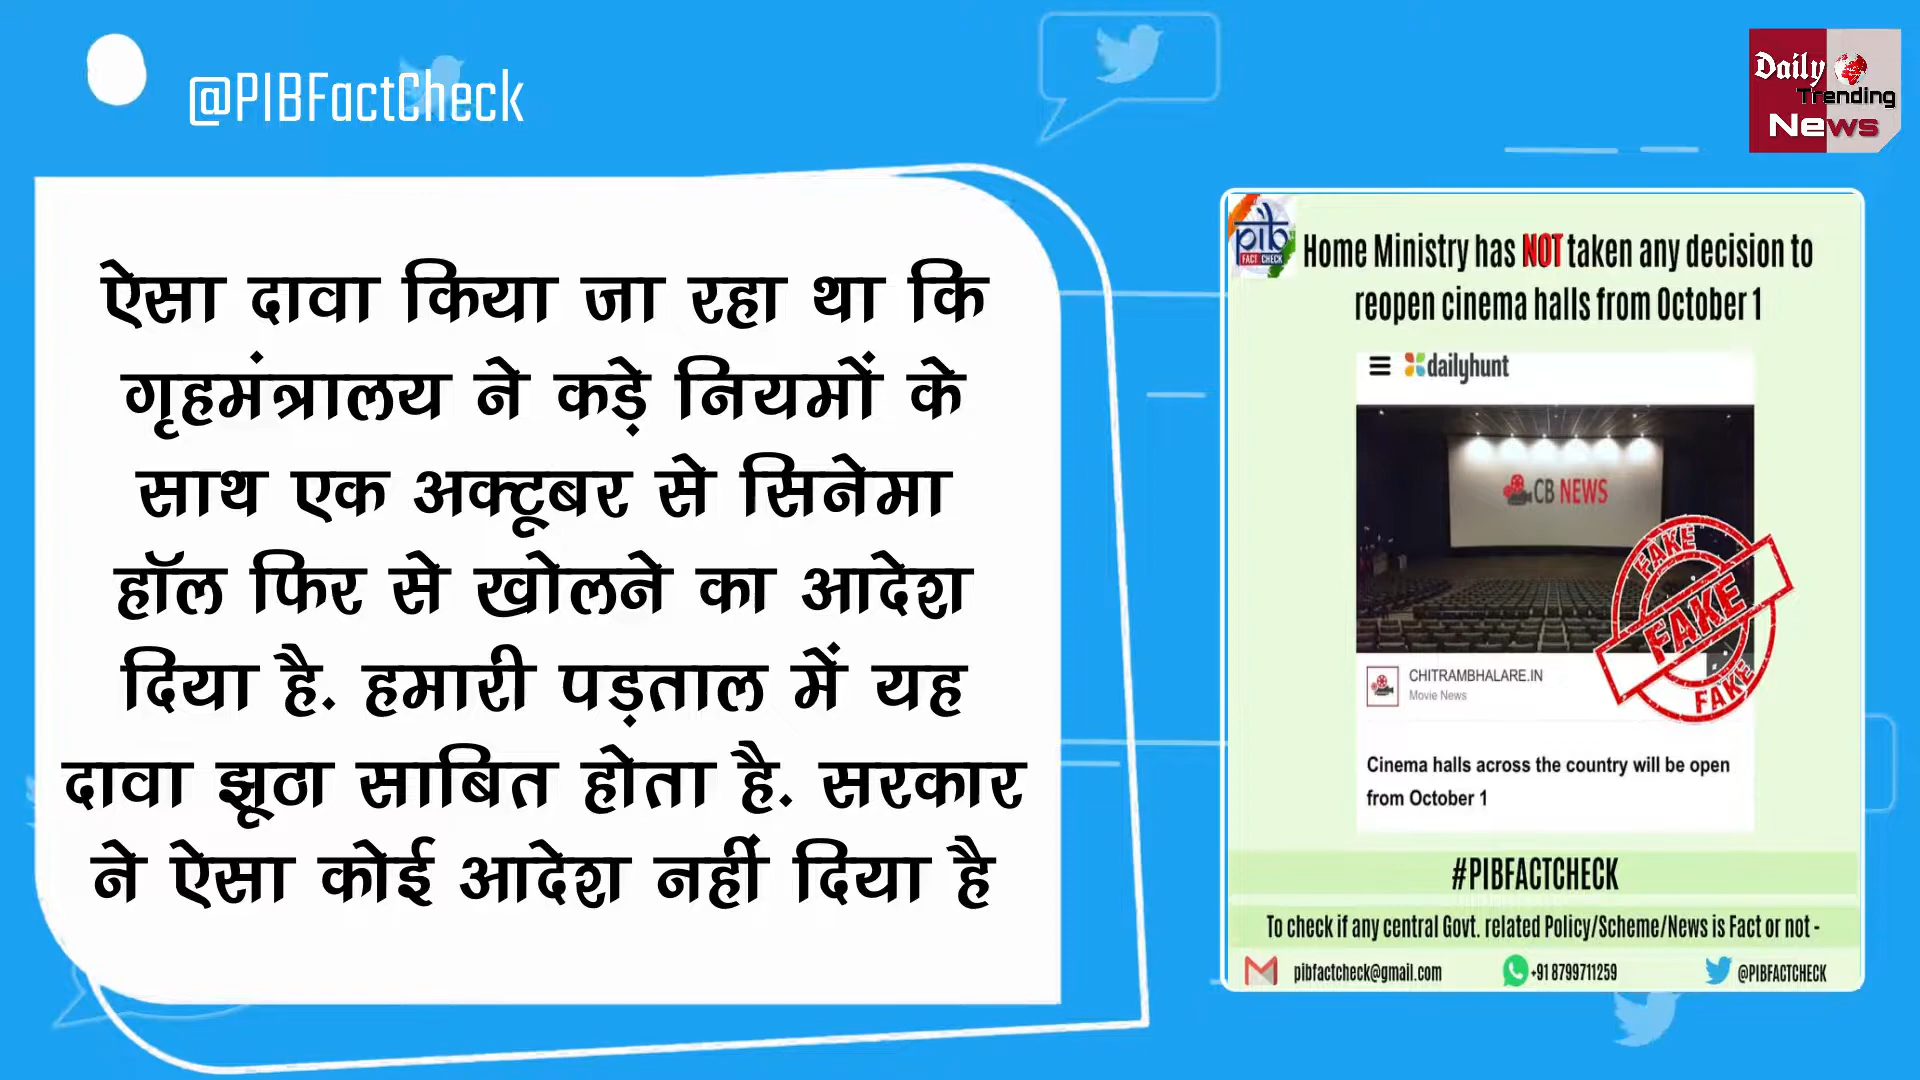 @PIBFactCheck
Daily
Trending
News
ऐसा दावा किया जा रहा था कि
गृहमंत्रालय ने कड़े नियमों के
साथ एक अक्टूबर से सिनेमा
हॉल फिर से खोलने का आदेश
दिया है. हमारी पड़ताल में यह
दावा झूठा साबित होता है. सरकार
ने ऐसा कोई आदेश नहीं दिया है
pib
FACT CHECK
Home Ministry has NOT taken any decision to
reopen cinema halls from October 1
dailyhunt
CB NEWS
FAKE
FAKE
FAKE
CHITRAMBHALARE.IN
Movie News
Cinema halls across the country will be open
from October 1
#PIBFACTCHECK
To check if any central Govt. related Policy/Scheme/News is Fact or not -
pibfactcheck@gmail.com +91 8799711259 @PIBFACTCHECK